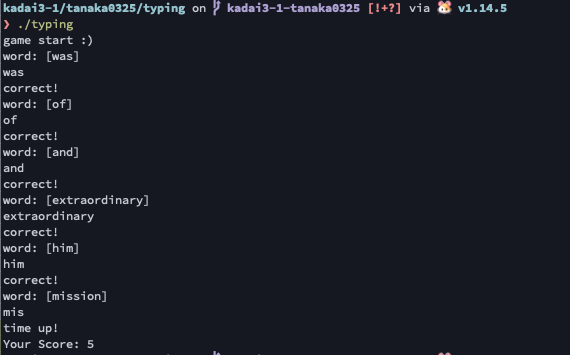 kadai3-1/tanaka0325/typing on kadai3-1-tanaka0325 [!+?] via 🐹 v1.14.5
❯ ./typing
game start :)
word: [was]
was
correct!
word: [of]
of
correct!
word: [and]
and
correct!
word: [extraordinary]
extraordinary
correct!
word: [him]
him
correct!
word: [mission]
mis
time up!
Your Score: 5